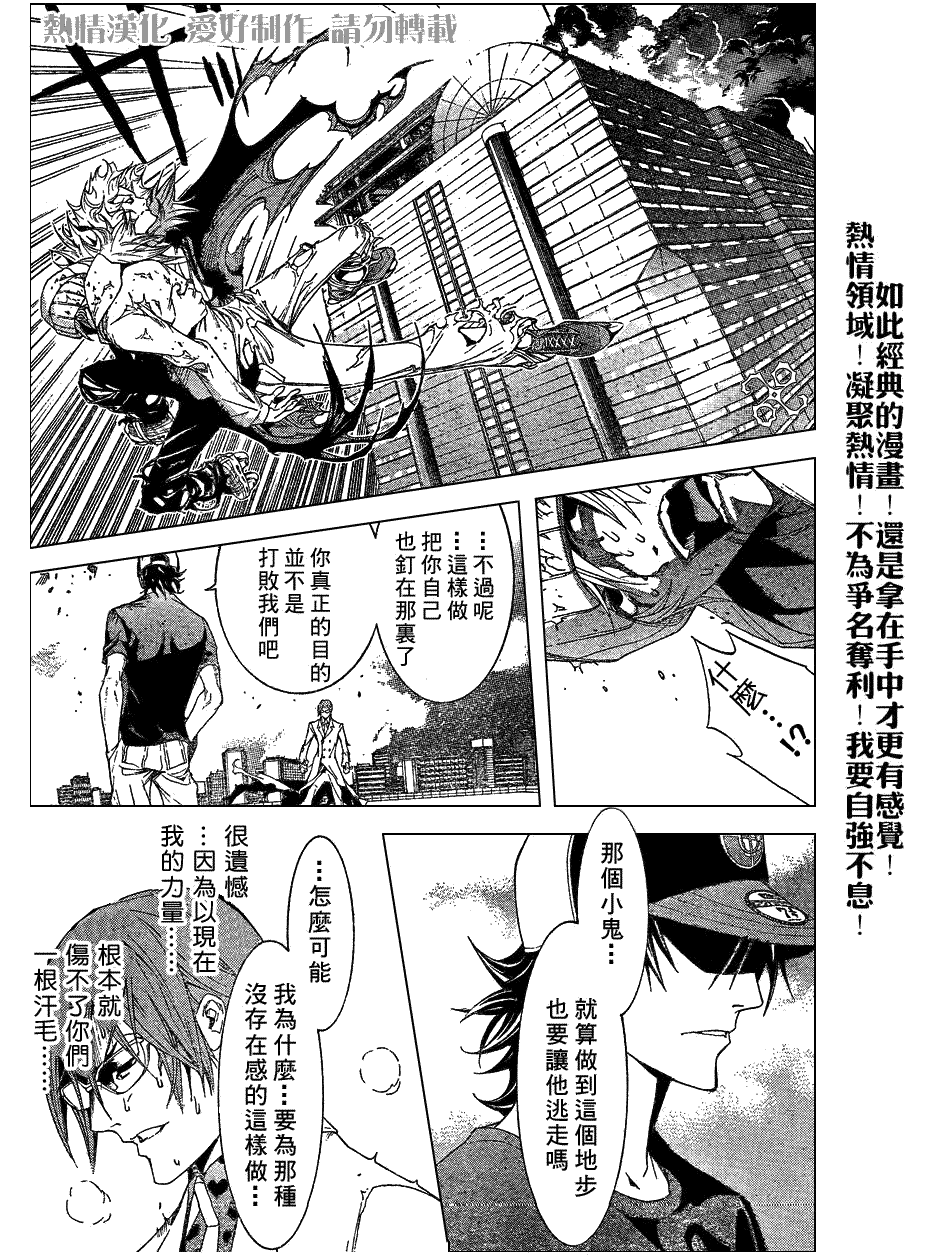 熱情漢化 愛好制作 請勿轉載
如此經典的漫畫！還是拿在手中才更有感覺！
熱情領域！凝聚熱情！不為爭名奪利！我要自強不息！
什麼…!?
…不過呢
…這樣做
把你自己
也釘在那裏了
你真正的目的
並不是
打敗我們吧
那個小鬼…
就算做到這個地步
也要讓他逃走嗎
…怎麼可能
我為什麼…要為那種
沒存在感的這樣做…
很遺憾
…因為以現在
我的力量……
根本就
傷不了你們
一根汗毛……